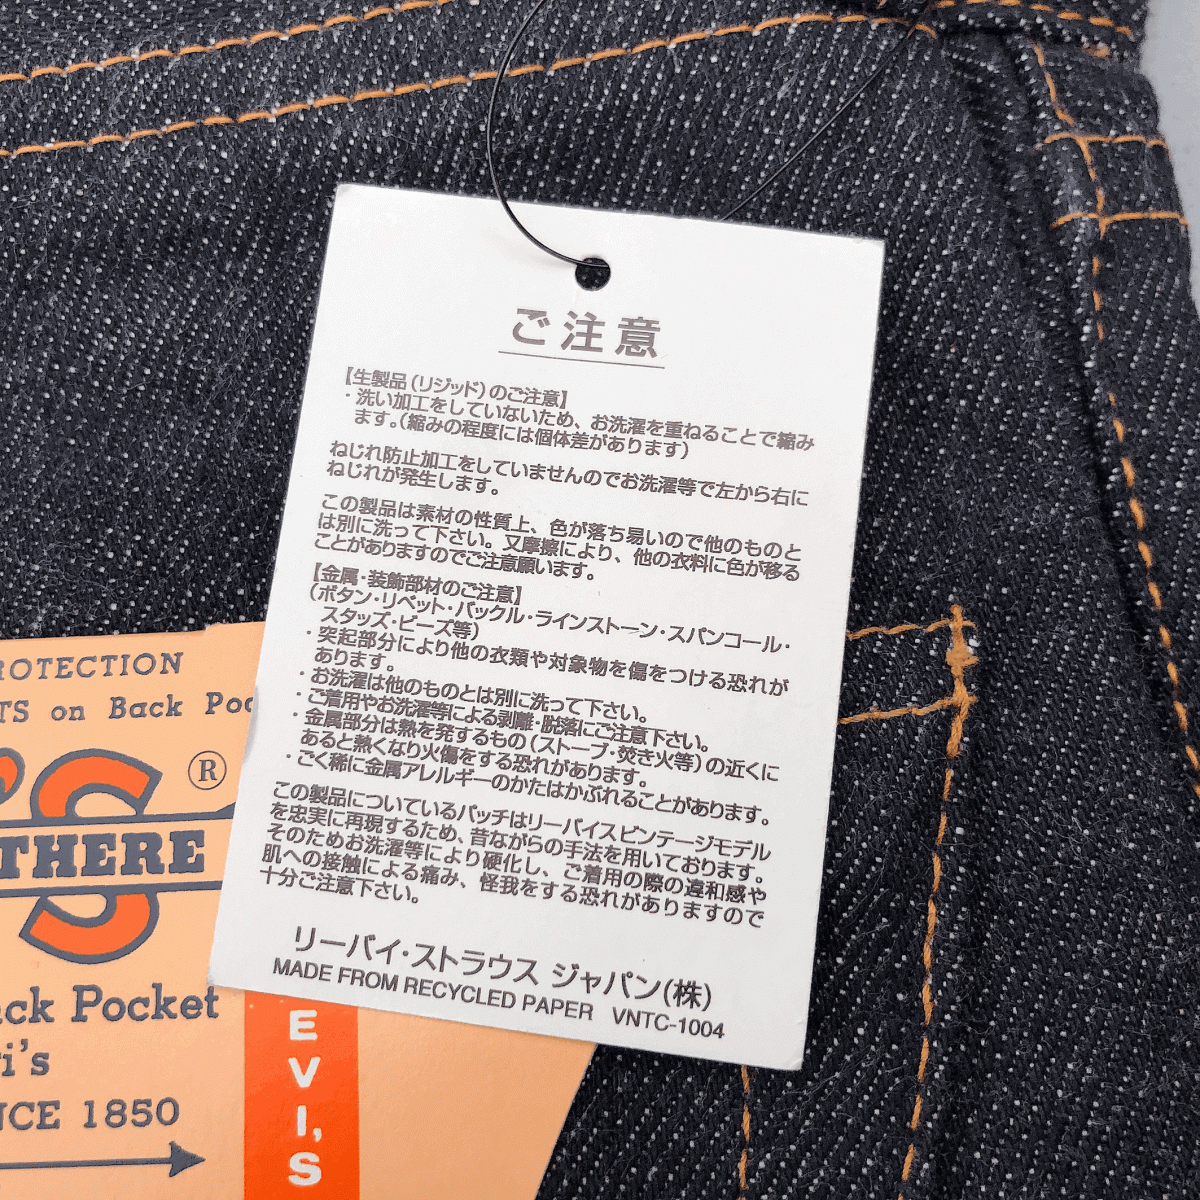 ご注意
【生製品(リジッド)のご注意】
・洗い加工をしていないため、お洗濯を重ねることで縮み
ます。(縮みの程度には個体差があります)
ねじれ防止加工をしていませんのでお洗濯等で左から右に
ねじれが発生します。
この製品は素材の性質上、色が落ち易いので他のものと
は別に洗って下さい。又摩擦により、他の衣料に色が移る
ことがありますのでご注意願います。
【金属・装飾部材のご注意】
(ボタン・リベット・バックル・ラインストーン・スパンコール・
スタッズ・ビーズ等)
・突起部分により他の衣類や対象物を傷をつける恐れが
あります。
・お洗濯は他のものとは別に洗って下さい。
・ご着用やお洗濯等による剥離・脱落にご注意下さい。
・金属部分は熱を発するもの(ストーブ・焚き火等)の近くに
あると熱くなり火傷をする恐れがあります。
・ごく稀に金属アレルギーのかたはかぶれることがあります。
この製品についているパッチはリーバイスビンテージモデル
を忠実に再現するため、昔ながらの手法を用いております。
そのためお洗濯等により硬化し、ご着用の際の違和感や
肌への接触による痛み、怪我をする恐れがありますので
十分ご注意下さい。
リーバイ・ストラウス ジャパン(株)
MADE FROM RECYCLED PAPER VNTC-1004
ROTECTION
TS on Back Poc
'S ®
THERE
ack Pocket
i's
NCE 1850
EVI'S